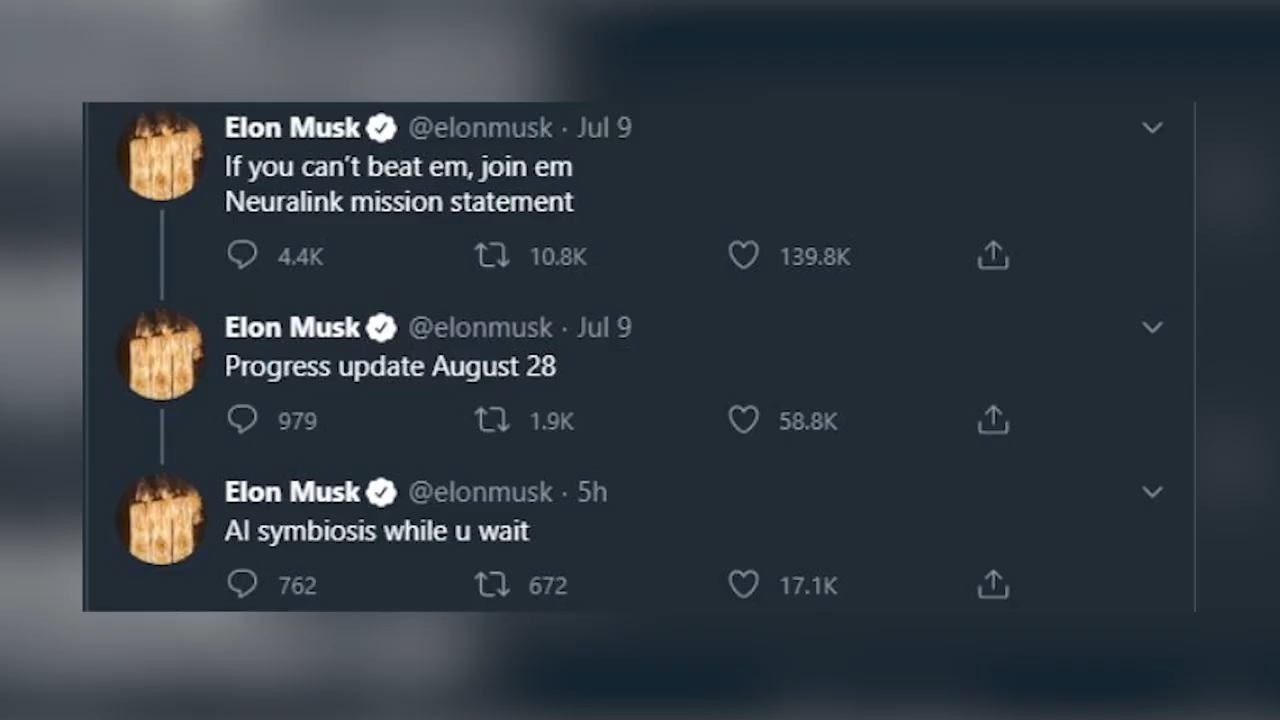 Elon Musk @elonmusk · Jul 9
If you can't beat em, join em
Neuralink mission statement
4.4K 10.8K 139.8K
Elon Musk @elonmusk · Jul 9
Progress update August 28
979 1.9K 58.8K
Elon Musk @elonmusk · 5h
AI symbiosis while u wait
762 672 17.1K